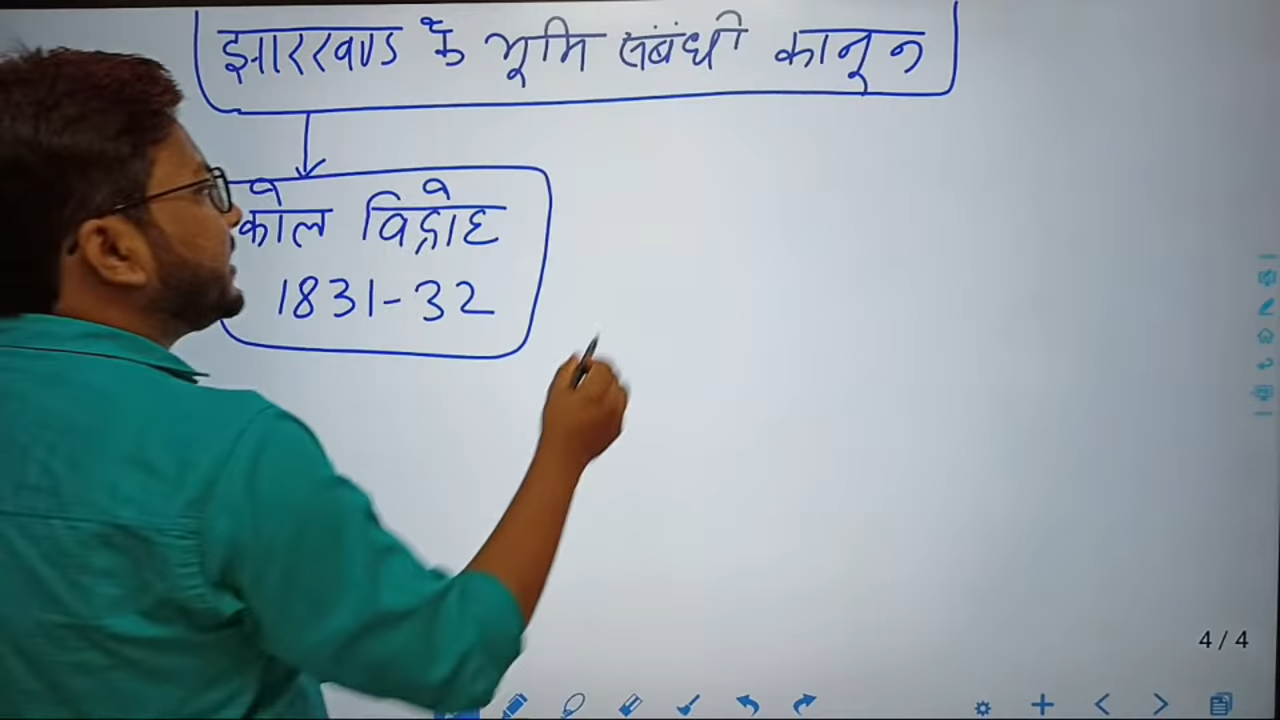 झारखण्ड के भूमि संबंधी कानून
कोल विद्रोह
1831-32
4 / 4